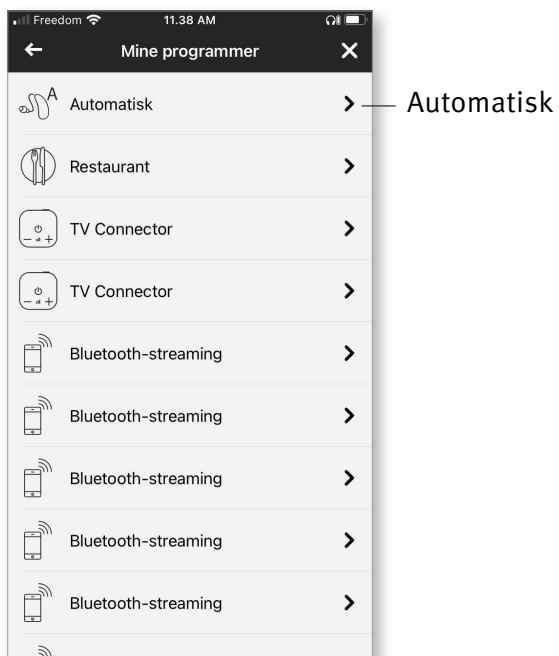 Freedom 11.38 AM
Mine programmer
A
Automatisk
Automatisk
Restaurant
TV Connector
TV Connector
Bluetooth-streaming
Bluetooth-streaming
Bluetooth-streaming
Bluetooth-streaming
Bluetooth-streaming